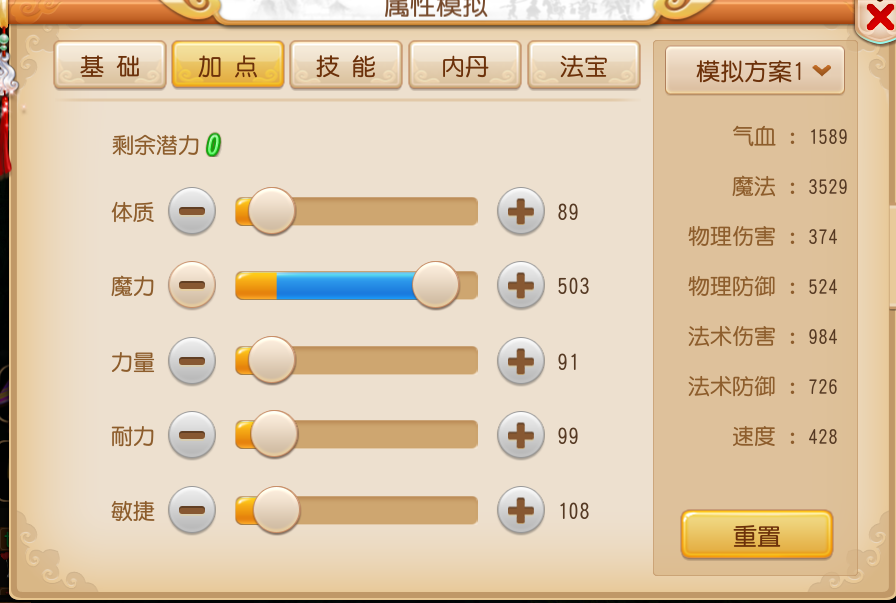 属性模拟
基础 加点 技能 内丹 法宝
模拟方案1
剩余潜力 0
体质 89
魔力 503
力量 91
耐力 99
敏捷 108
气血 : 1589
魔法 : 3529
物理伤害 : 374
物理防御 : 524
法术伤害 : 984
法术防御 : 726
速度 : 428
重置